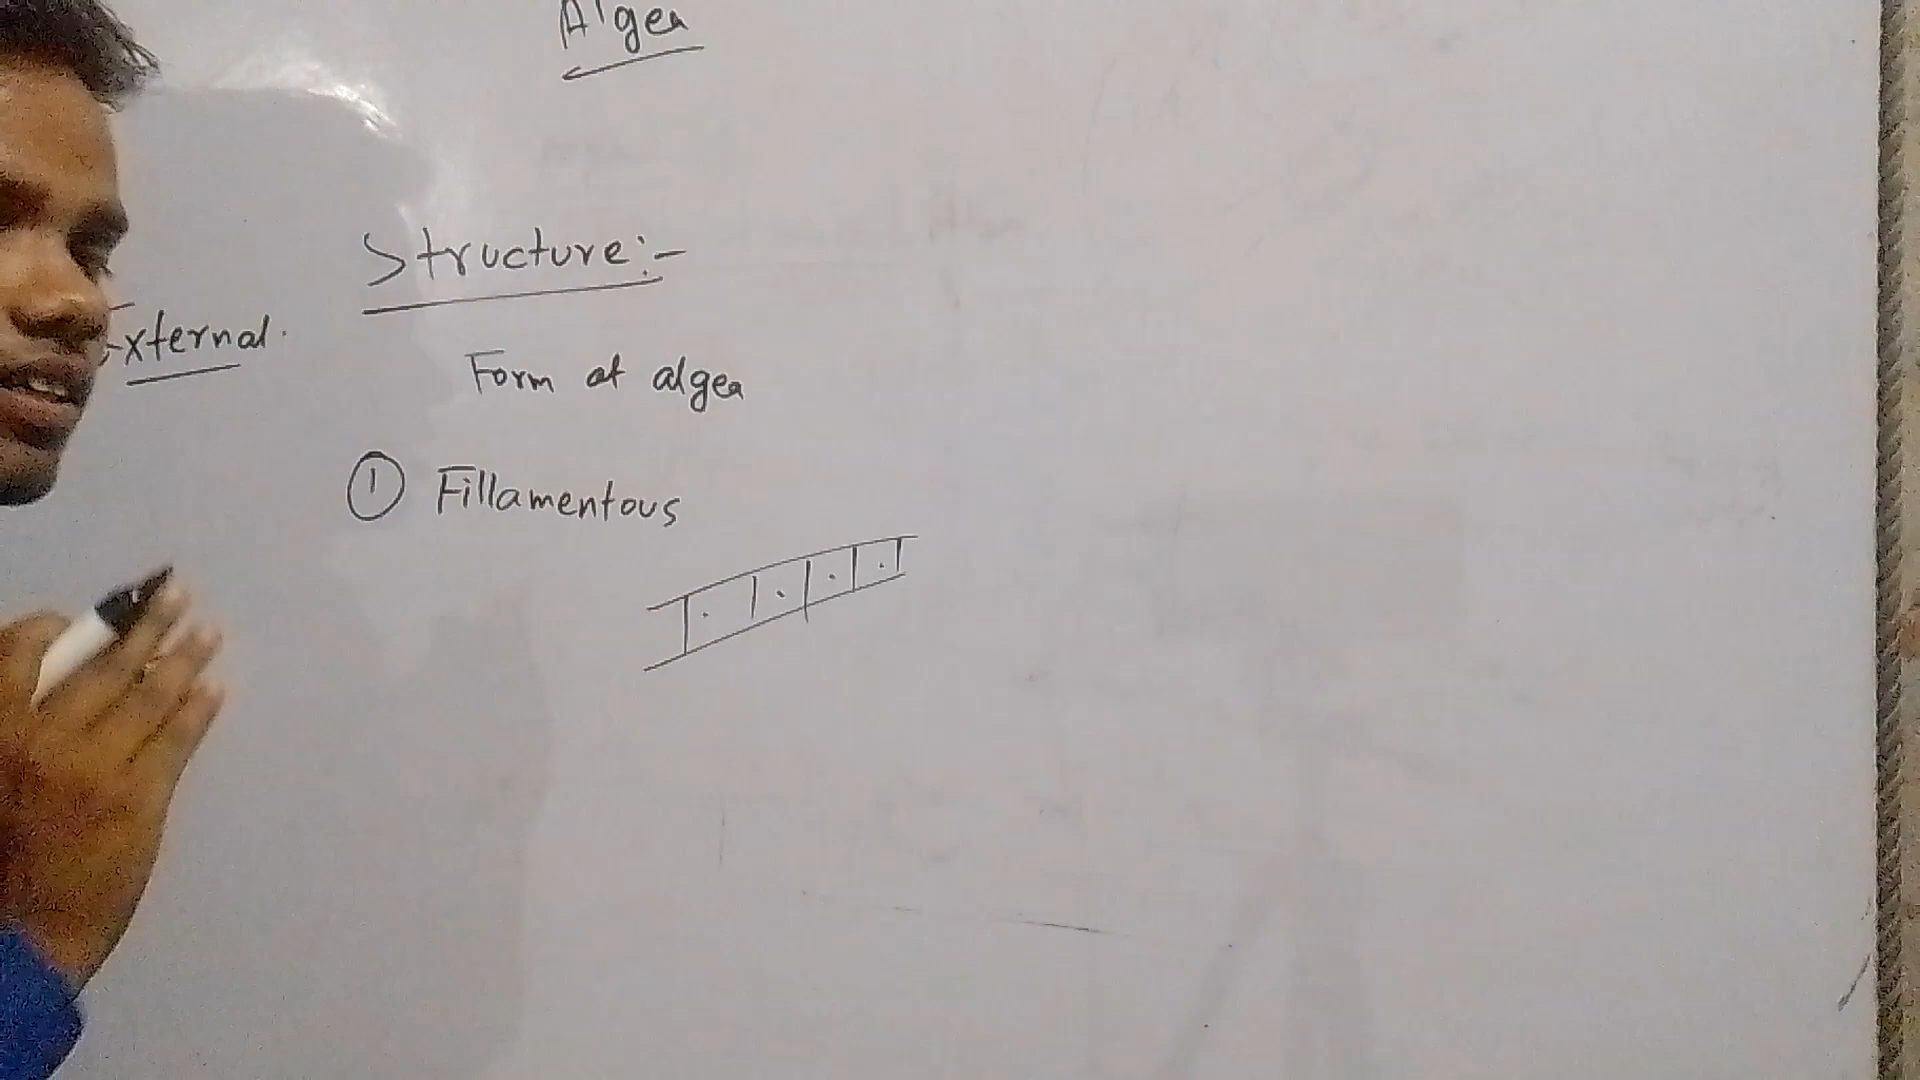 Algea
Structure:-
External.
Form of algea
① Fillamentous